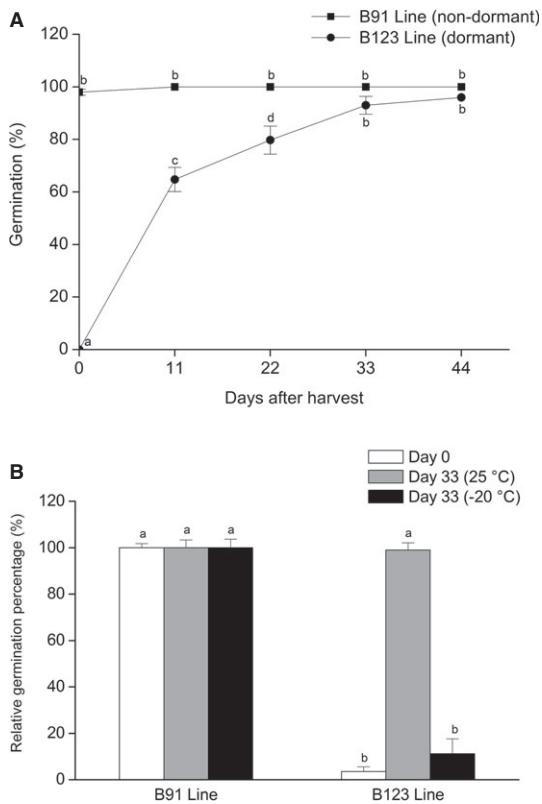 A
B91 Line (non-dormant)
B123 Line (dormant)
120
100
80
60
40
20
0
Germination (%)
b
b
b
b
b
a
c
d
b
b
0 11 22 33 44
Days after harvest
B
Day 0
Day 33 (25 °C)
Day 33 (-20 °C)
120
100
80
60
40
20
0
Relative germination percentage (%)
a a a
b a b
B91 Line B123 Line